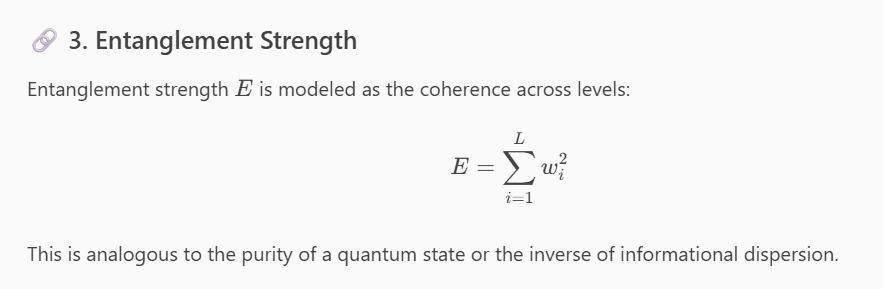 🔗 3. Entanglement Strength
Entanglement strength E is modeled as the coherence across levels:
E = \sum_{i=1}^{L} w_i^2
This is analogous to the purity of a quantum state or the inverse of informational dispersion.